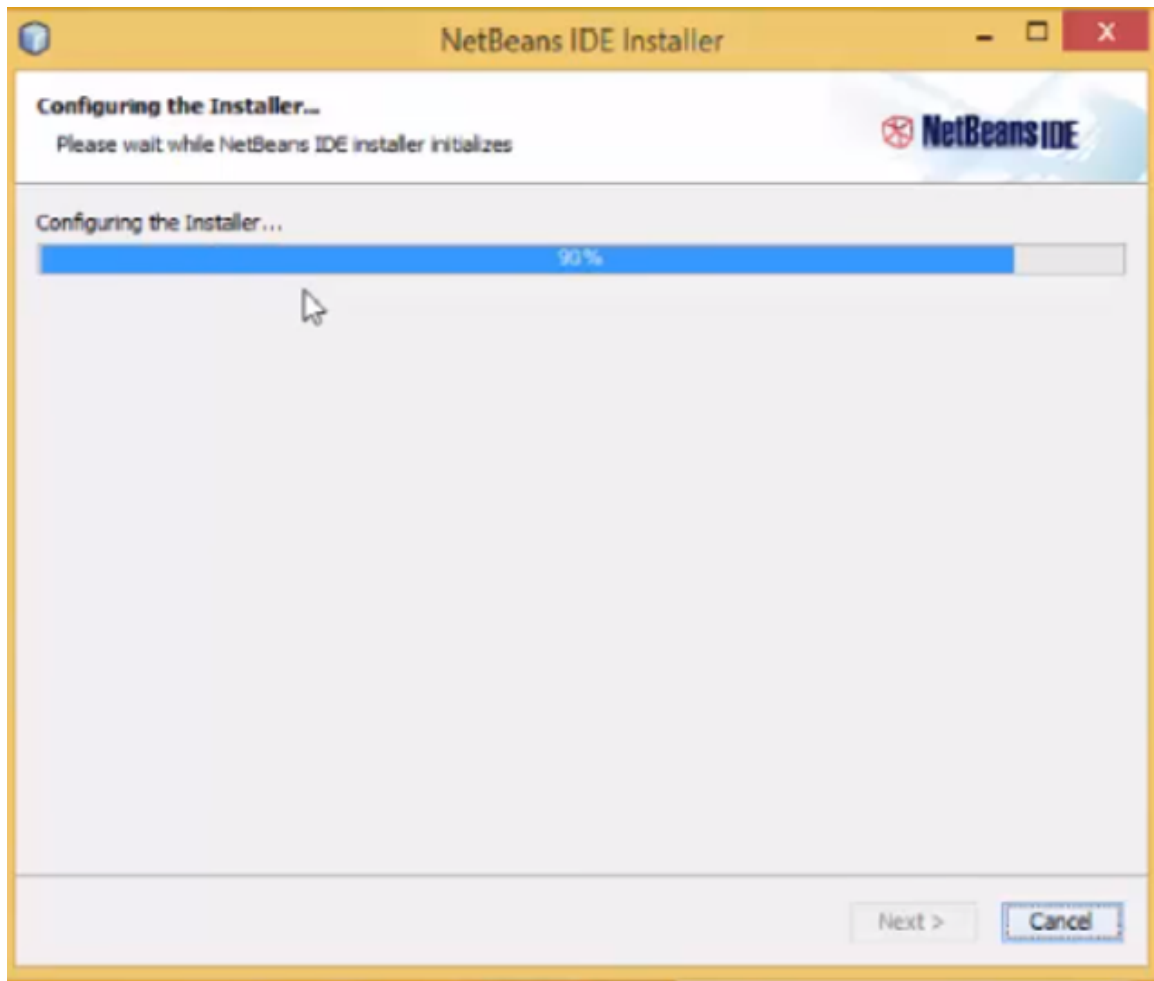 NetBeans IDE Installer
Configuring the Installer...
Please wait while NetBeans IDE installer initializes
NetBeans IDE
Configuring the Installer...
90%
Next >
Cancel